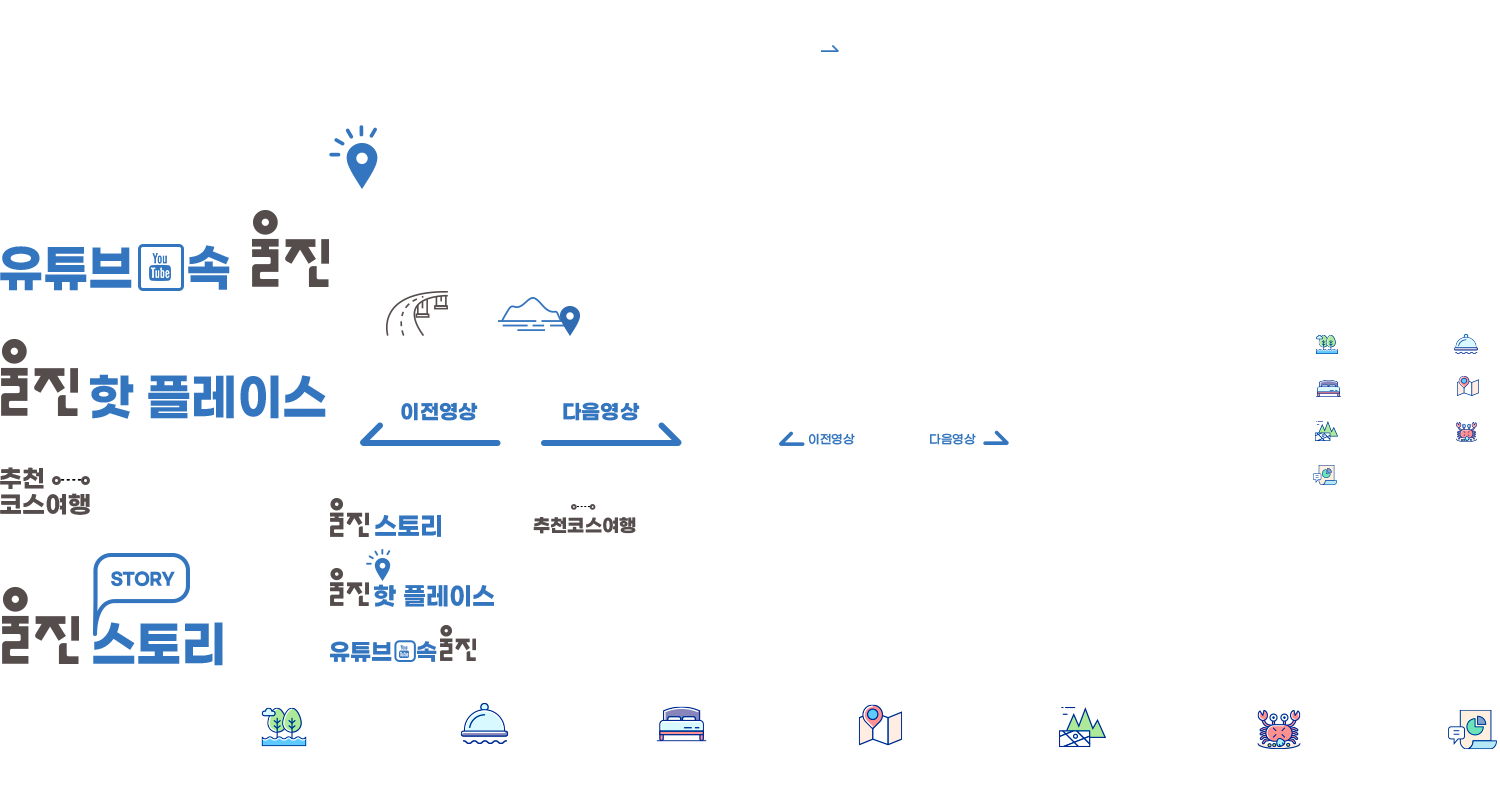 유튜브 You Tube 속 울진
울진 핫 플레이스
이전영상 다음영상
이전영상 다음영상
추천
코스여행
울진 스토리
추천코스여행
STORY
울진 스토리
울진 핫 플레이스
유튜브 You Tube 속 울진